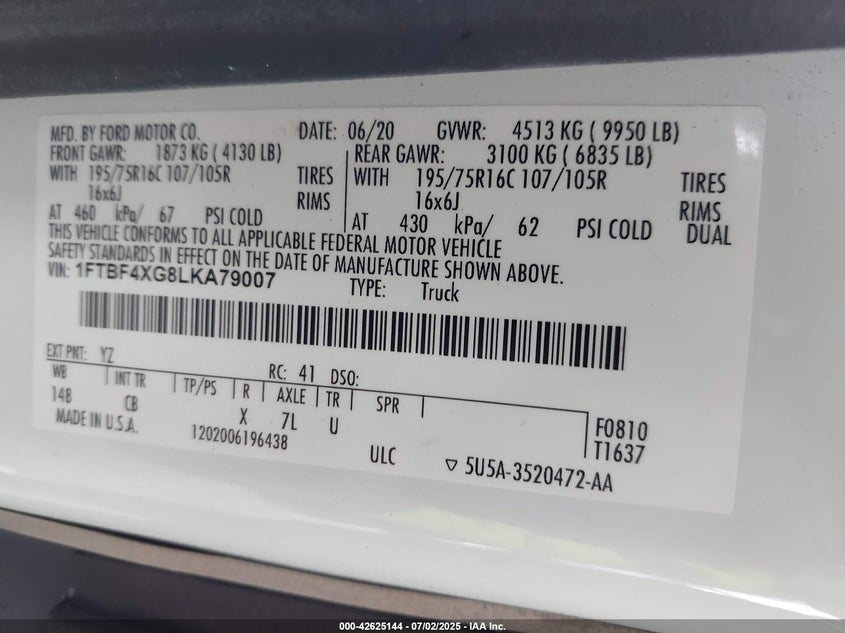 MFD. BY FORD MOTOR CO. DATE: 06/20 GVWR: 4513 KG ( 9950 LB)
FRONT GAWR: 1873 KG ( 4130 LB) REAR GAWR: 3100 KG ( 6835 LB)
WITH 195/75R16C 107/105R TIRES WITH 195/75R16C 107/105R TIRES
16x6J RIMS 16x6J RIMS
AT 460 kPa/ 67 PSI COLD AT 430 kPa/ 62 PSI COLD DUAL
THIS VEHICLE CONFORMS TO ALL APPLICABLE FEDERAL MOTOR VEHICLE
SAFETY STANDARDS IN EFFECT ON THE DATE OF MANUFACTURE SHOWN ABOVE.
VIN: 1FTBF4XG8LKA79007 TYPE: Truck
EXT PNT: YZ RC: 41 DSO:
WB INT TR TP/PS R AXLE TR SPR
148 CB X 7L U F0810
MADE IN U.S.A. 1202006196438 T1637
ULC ▽ 5U5A-3520472-AA
000-42625144 - 07/02/2025 - IAA, Inc.